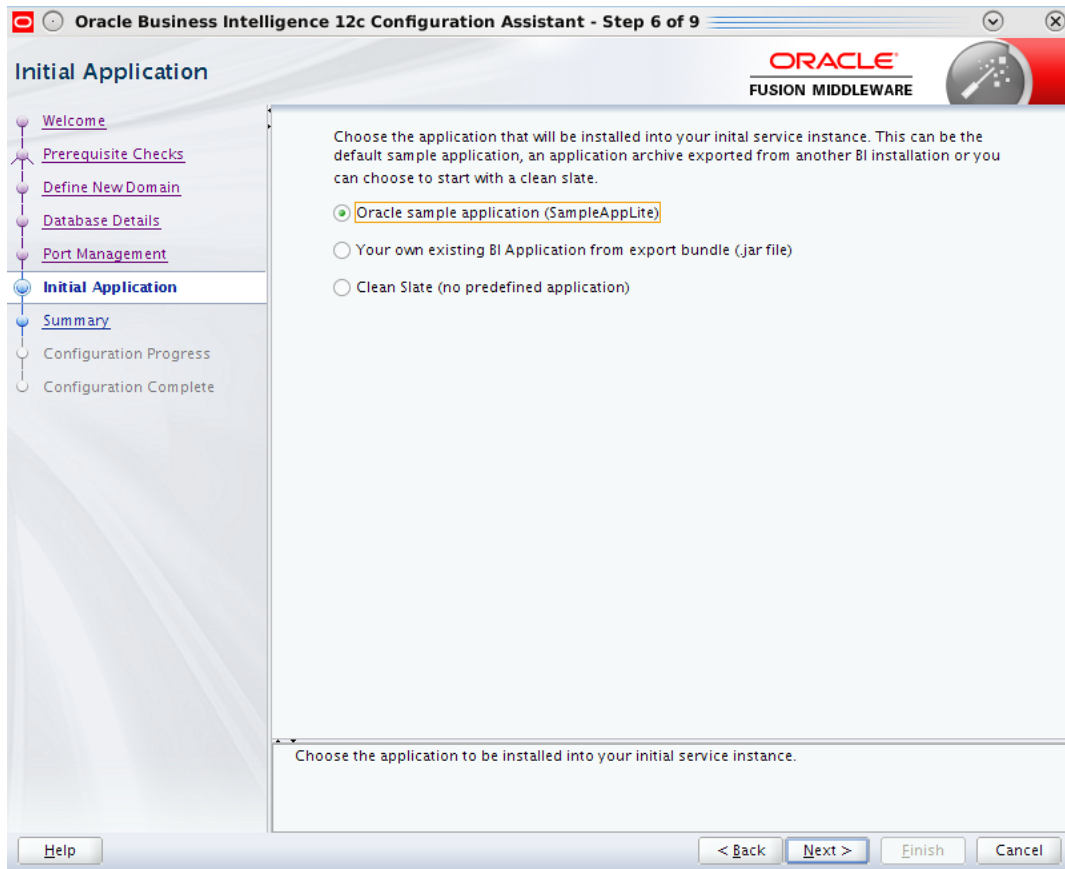 Oracle Business Intelligence 12c Configuration Assistant - Step 6 of 9
Initial Application
ORACLE
FUSION MIDDLEWARE
Welcome
Prerequisite Checks
Define New Domain
Database Details
Port Management
Initial Application
Summary
Configuration Progress
Configuration Complete
Choose the application that will be installed into your inital service instance. This can be the
default sample application, an application archive exported from another BI installation or you
can choose to start with a clean slate.
Oracle sample application (SampleAppLite)
Your own existing BI Application from export bundle (.jar file)
Clean Slate (no predefined application)
Choose the application to be installed into your initial service instance.
Help
< Back
Next >
Finish
Cancel